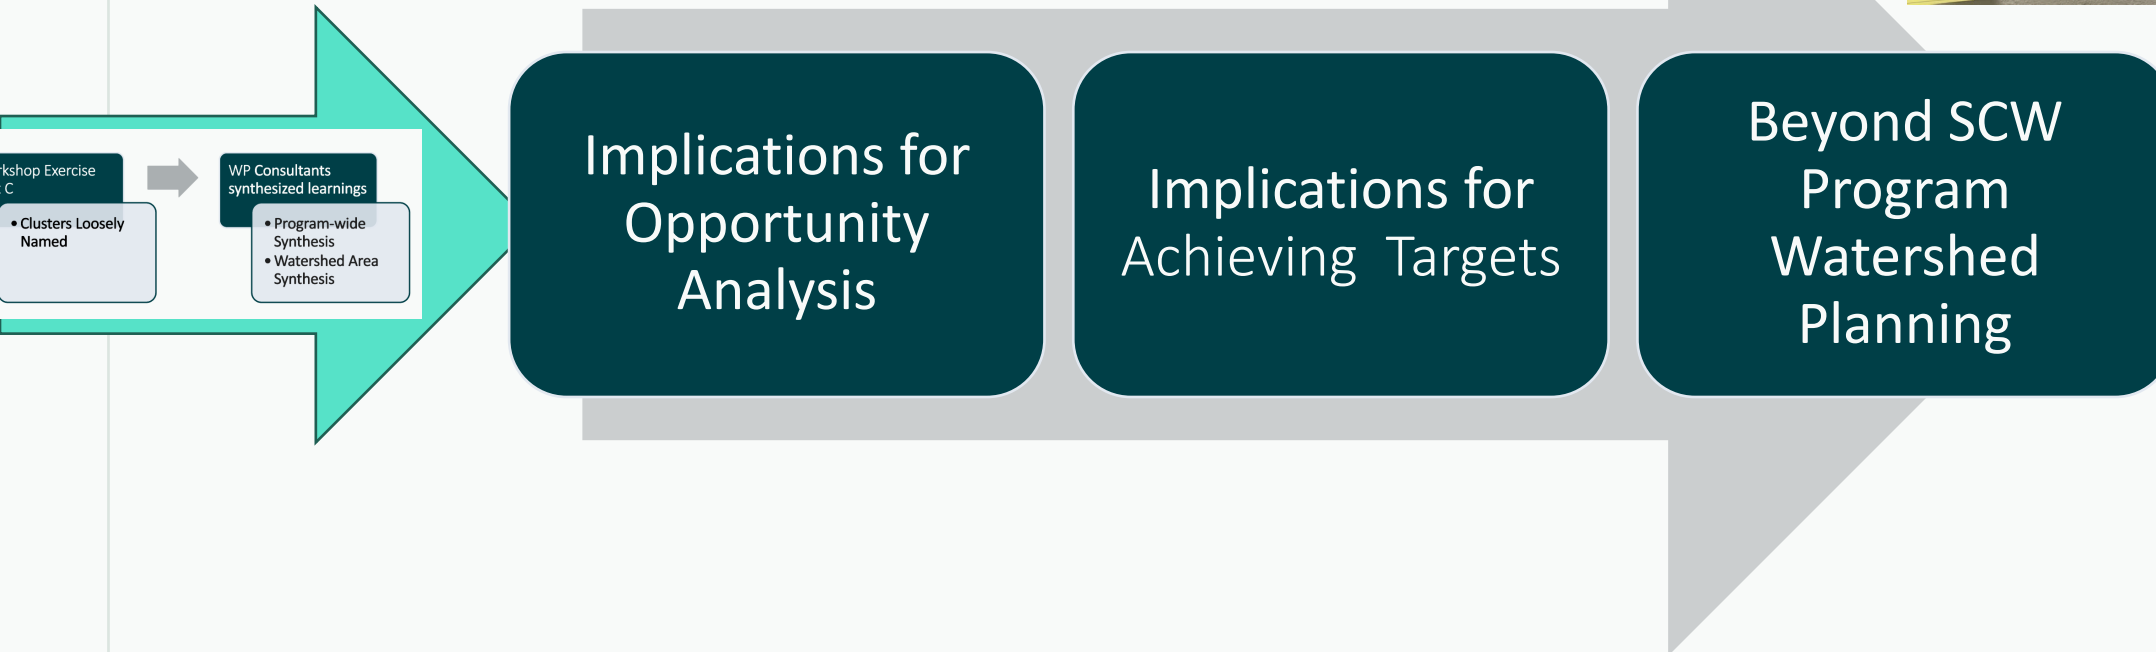 Exercise
C
• Clusters Loosely
Named
WP Consultants
synthesized learnings
• Program-wide
Synthesis
• Watershed Area
Synthesis
Implications for
Opportunity
Analysis
Implications for
Achieving Targets
Beyond SCW
Program
Watershed
Planning